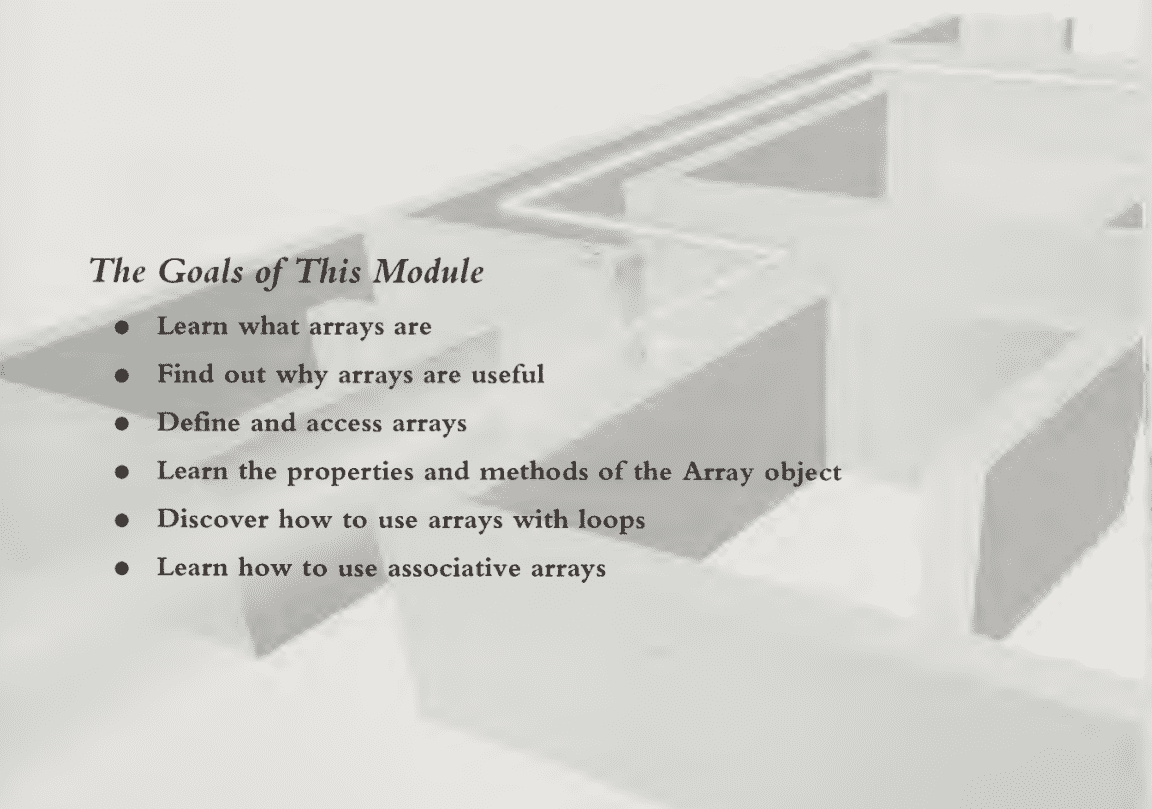 The Goals of This Module
● Learn what arrays are
● Find out why arrays are useful
● Define and access arrays
● Learn the properties and methods of the Array object
● Discover how to use arrays with loops
● Learn how to use associative arrays